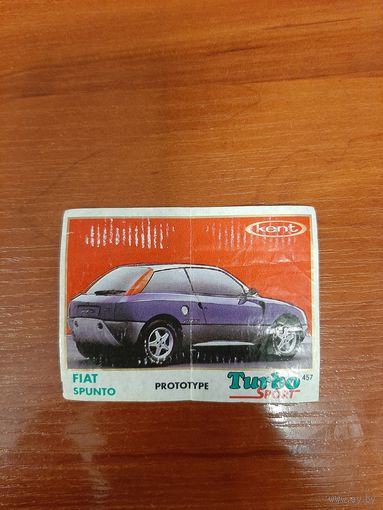 kent
FIAT
SPUNTO
PROTOTYPE
Turbo
SPORT
457